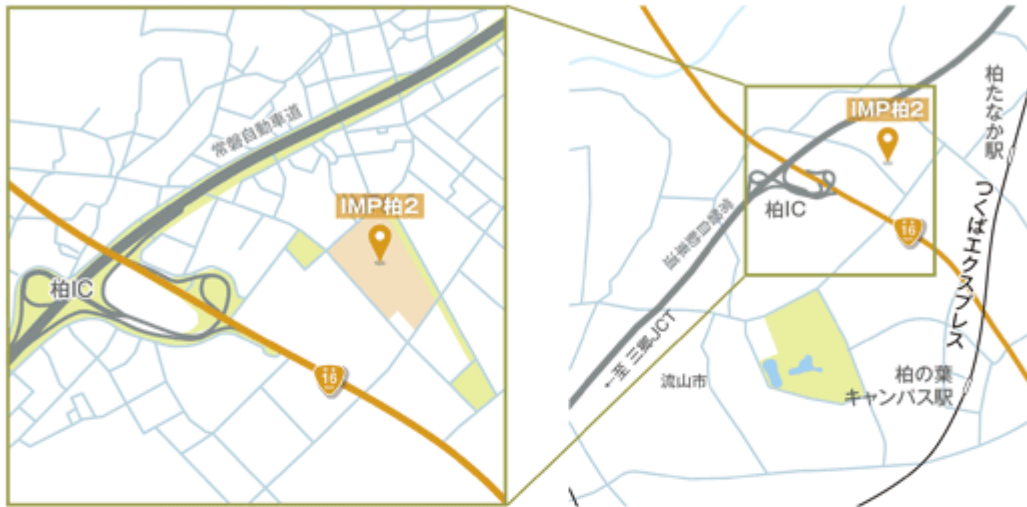 常磐自動車道
IMP柏2
柏IC
16
柏たなか駅
IMP柏2
柏IC
16
常磐自動車道
つくばエクスプレス
←至 三郷JCT
流山市
柏の葉
キャンパス駅